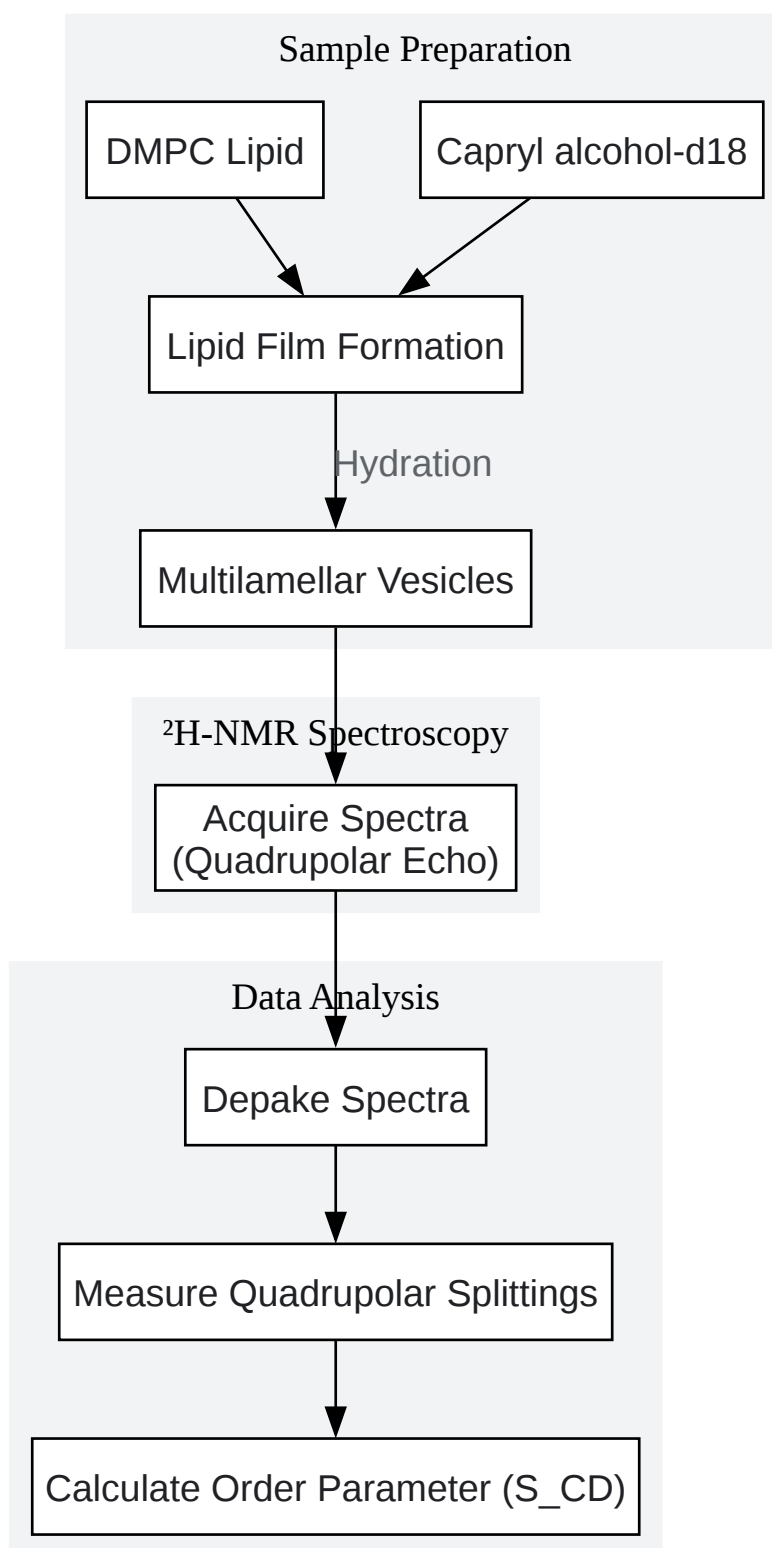 Sample Preparation
DMPC Lipid
Capryl alcohol-d18
Lipid Film Formation
Hydration
Multilamellar Vesicles
²H-NMR Spectroscopy
Acquire Spectra
(Quadrupolar Echo)
Data Analysis
Depake Spectra
Measure Quadrupolar Splittings
Calculate Order Parameter (S_CD)